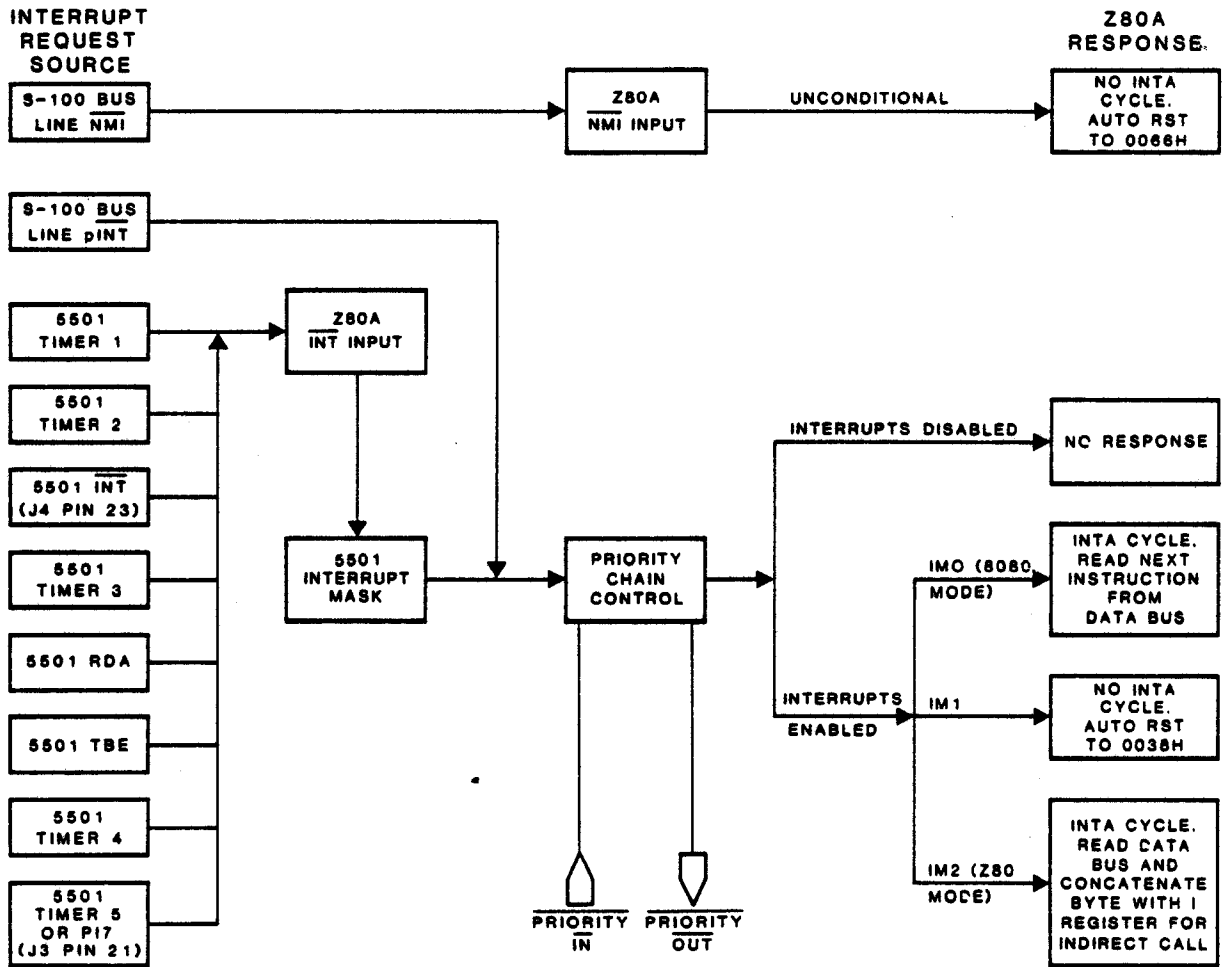 INTERRUPT
REQUEST
SOURCE
Z80A
RESPONSE
S-100 BUS
LINE NMI
Z80A
NMI INPUT
UNCONDITIONAL
NO INTA
CYCLE.
AUTO RST
TO 0066H
S-100 BUS
LINE pINT
5501
TIMER 1
Z80A
INT INPUT
5501
TIMER 2
INTERRUPTS DISABLED
NO RESPONSE
5501 INT
(J4 PIN 23)
5501
TIMER 3
5501
INTERRUPT
MASK
PRIORITY
CHAIN
CONTROL
IM0 (8080
MODE)
INTA CYCLE.
READ NEXT
INSTRUCTION
FROM
DATA BUS
5501 RDA
INTERRUPTS
ENABLED
IM1
NO INTA
CYCLE.
AUTO RST
TO 0038H
5501 TBE
5501
TIMER 4
5501
TIMER 5
OR PI7
(J3 PIN 21)
PRIORITY
IN
PRIORITY
OUT
IM2 (Z80
MODE)
INTA CYCLE.
READ DATA
BUS AND
CONCATENATE
BYTE WITH I
REGISTER FOR
INDIRECT CALL